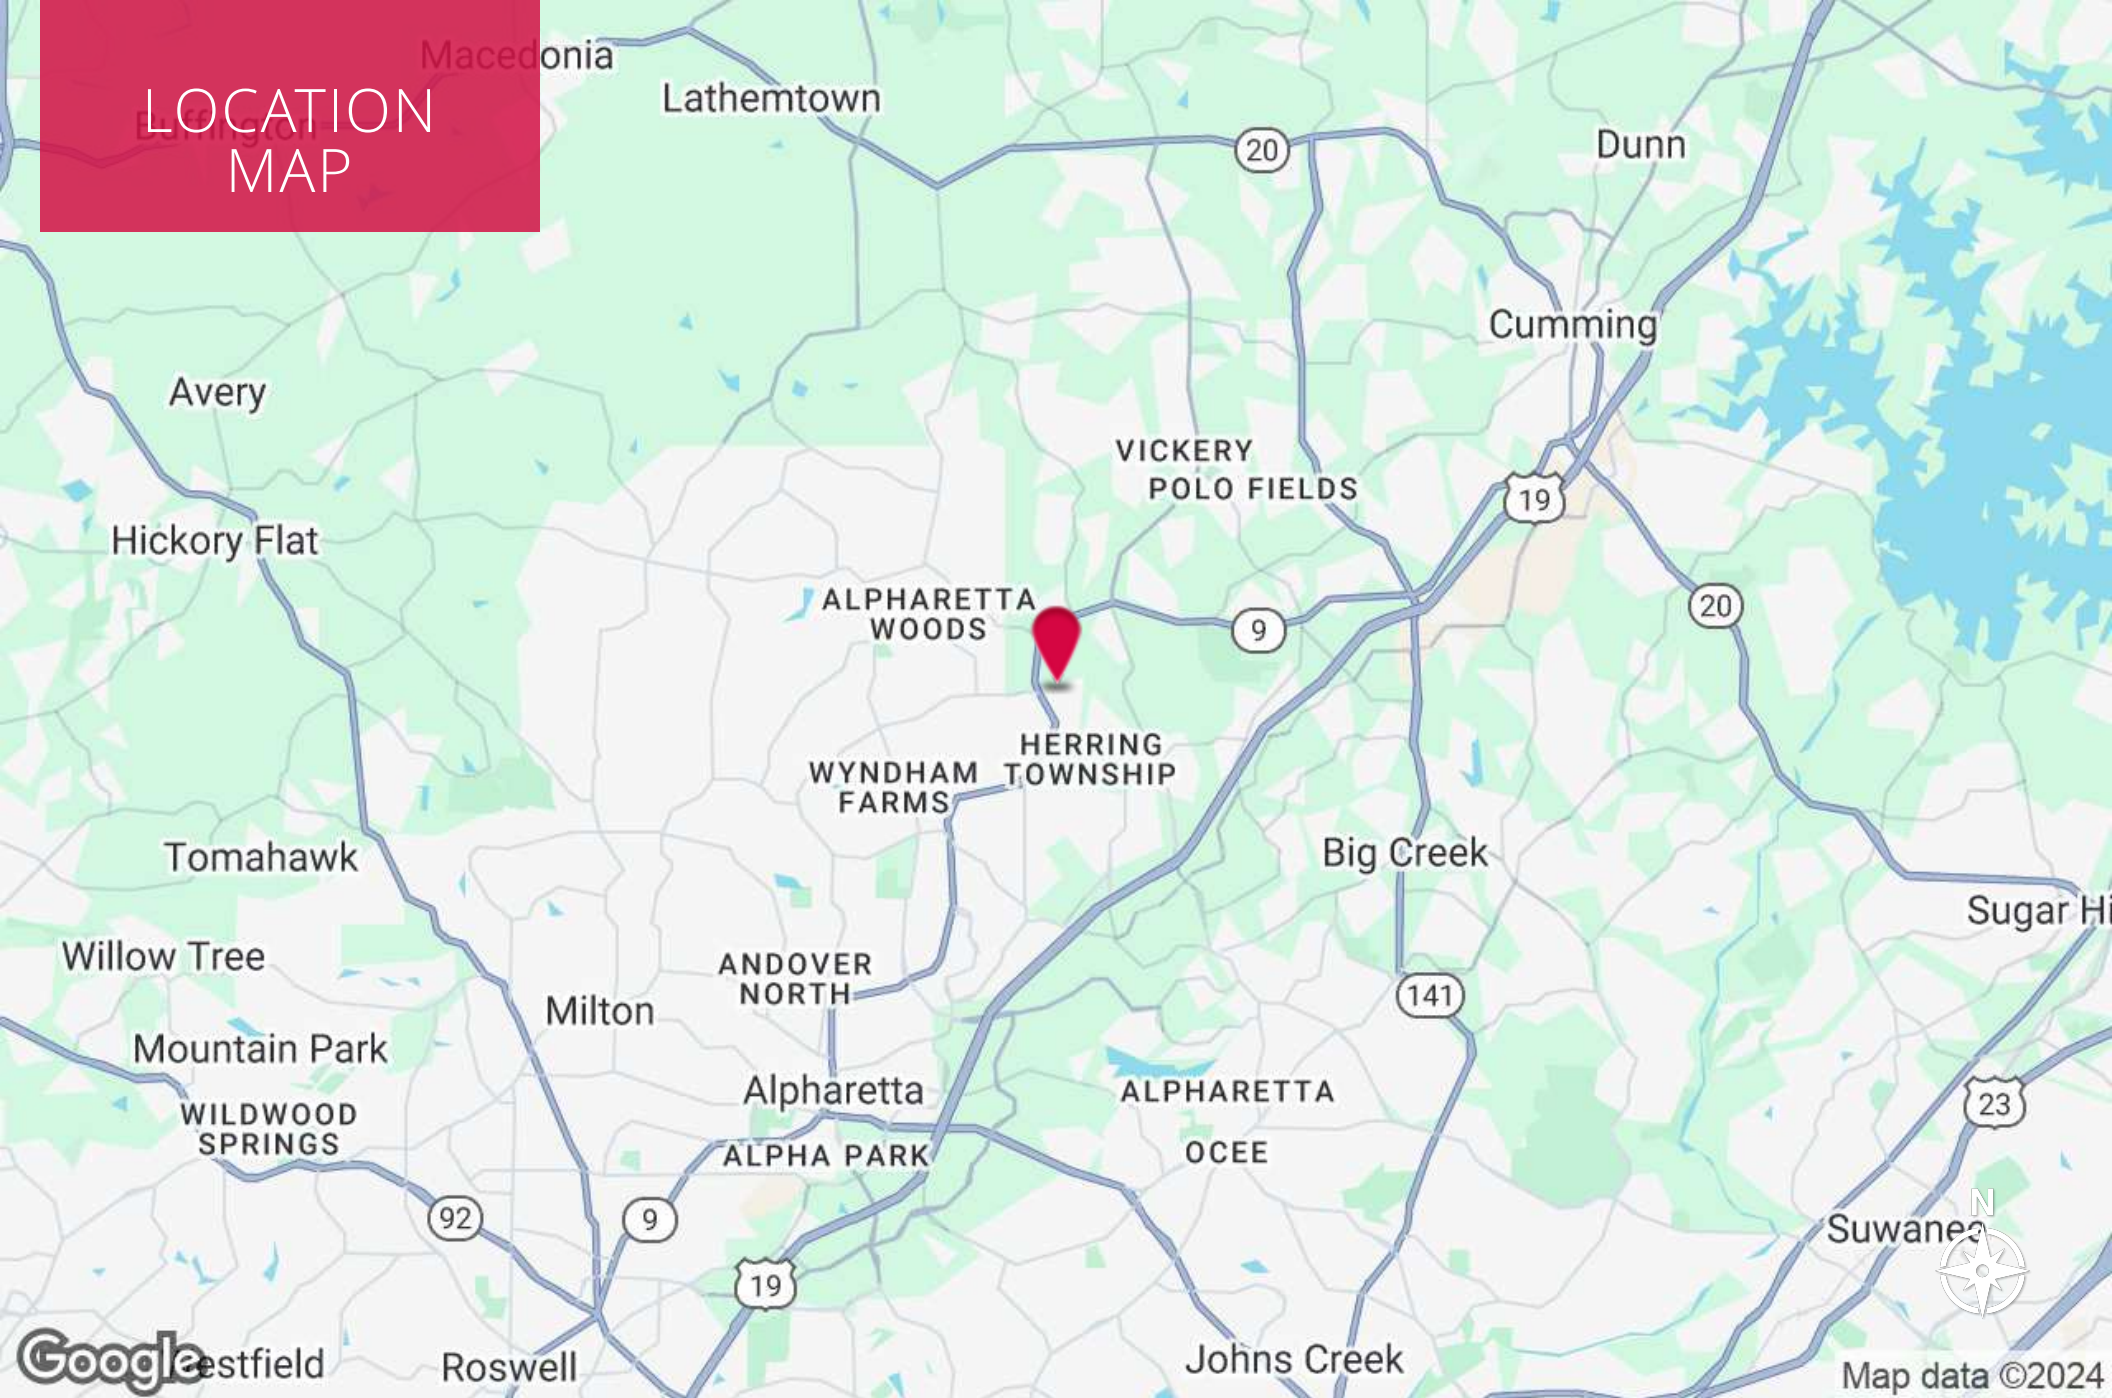 LOCATION
MAP
Macedonia
Buffington
Lathemtown
20
Dunn
Cumming
Avery
VICKERY
POLO FIELDS
19
Hickory Flat
ALPHARETTA
WOODS
9
20
HERRING
TOWNSHIP
WYNDHAM
FARMS
Tomahawk
Big Creek
Sugar Hi
Willow Tree
ANDOVER
NORTH
Milton
141
Mountain Park
Alpharetta
ALPHARETTA
23
WILDWOOD
SPRINGS
ALPHA PARK
OCEE
92
9
N
Suwanee
19
Google
estfield
Roswell
Johns Creek
Map data ©2024